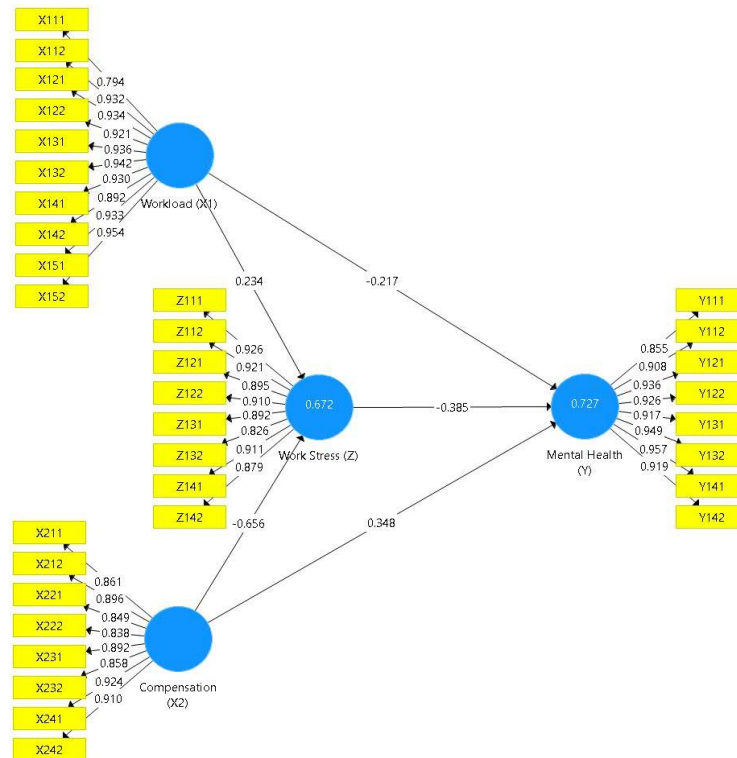 X111
X112
X121
X122
X131
X132
X141
X142
X151
X152
0.794
0.932
0.934
0.921
0.936
0.942
0.930
0.892
0.933
0.954
Workload (X1)
0.234
-0.217
Z111
Z112
Z121
Z122
Z131
Z132
Z141
Z142
0.926
0.921
0.895
0.910
0.892
0.826
0.911
0.879
0.672
Work Stress (Z)
-0.385
Y111
Y112
Y121
Y122
Y131
Y132
Y141
Y142
0.855
0.908
0.936
0.926
0.917
0.949
0.957
0.919
0.727
Mental Health
(Y)
-0.656
0.348
X211
X212
X221
X222
X231
X232
X241
X242
0.861
0.896
0.849
0.838
0.892
0.858
0.924
0.910
Compensation
(X2)